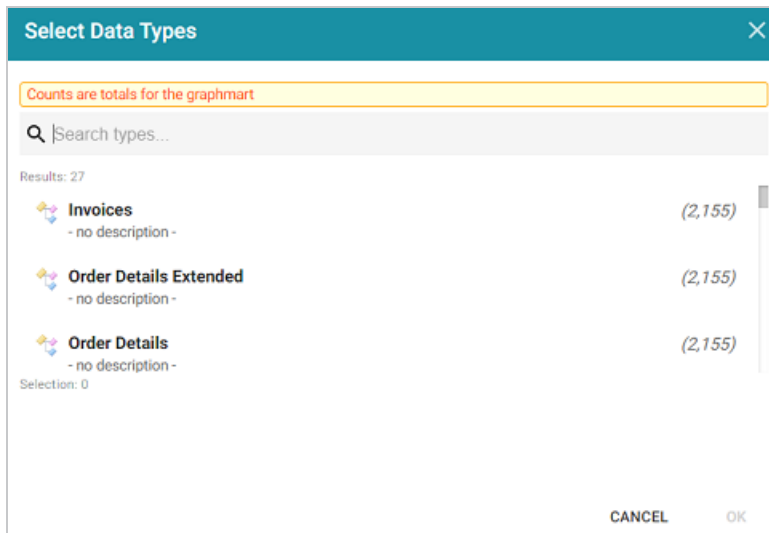 Select Data Types
Counts are totals for the graphmart
Search types...
Results: 27
Invoices (2,155)
- no description -
Order Details Extended (2,155)
- no description -
Order Details (2,155)
- no description -
Selection: 0
CANCEL OK